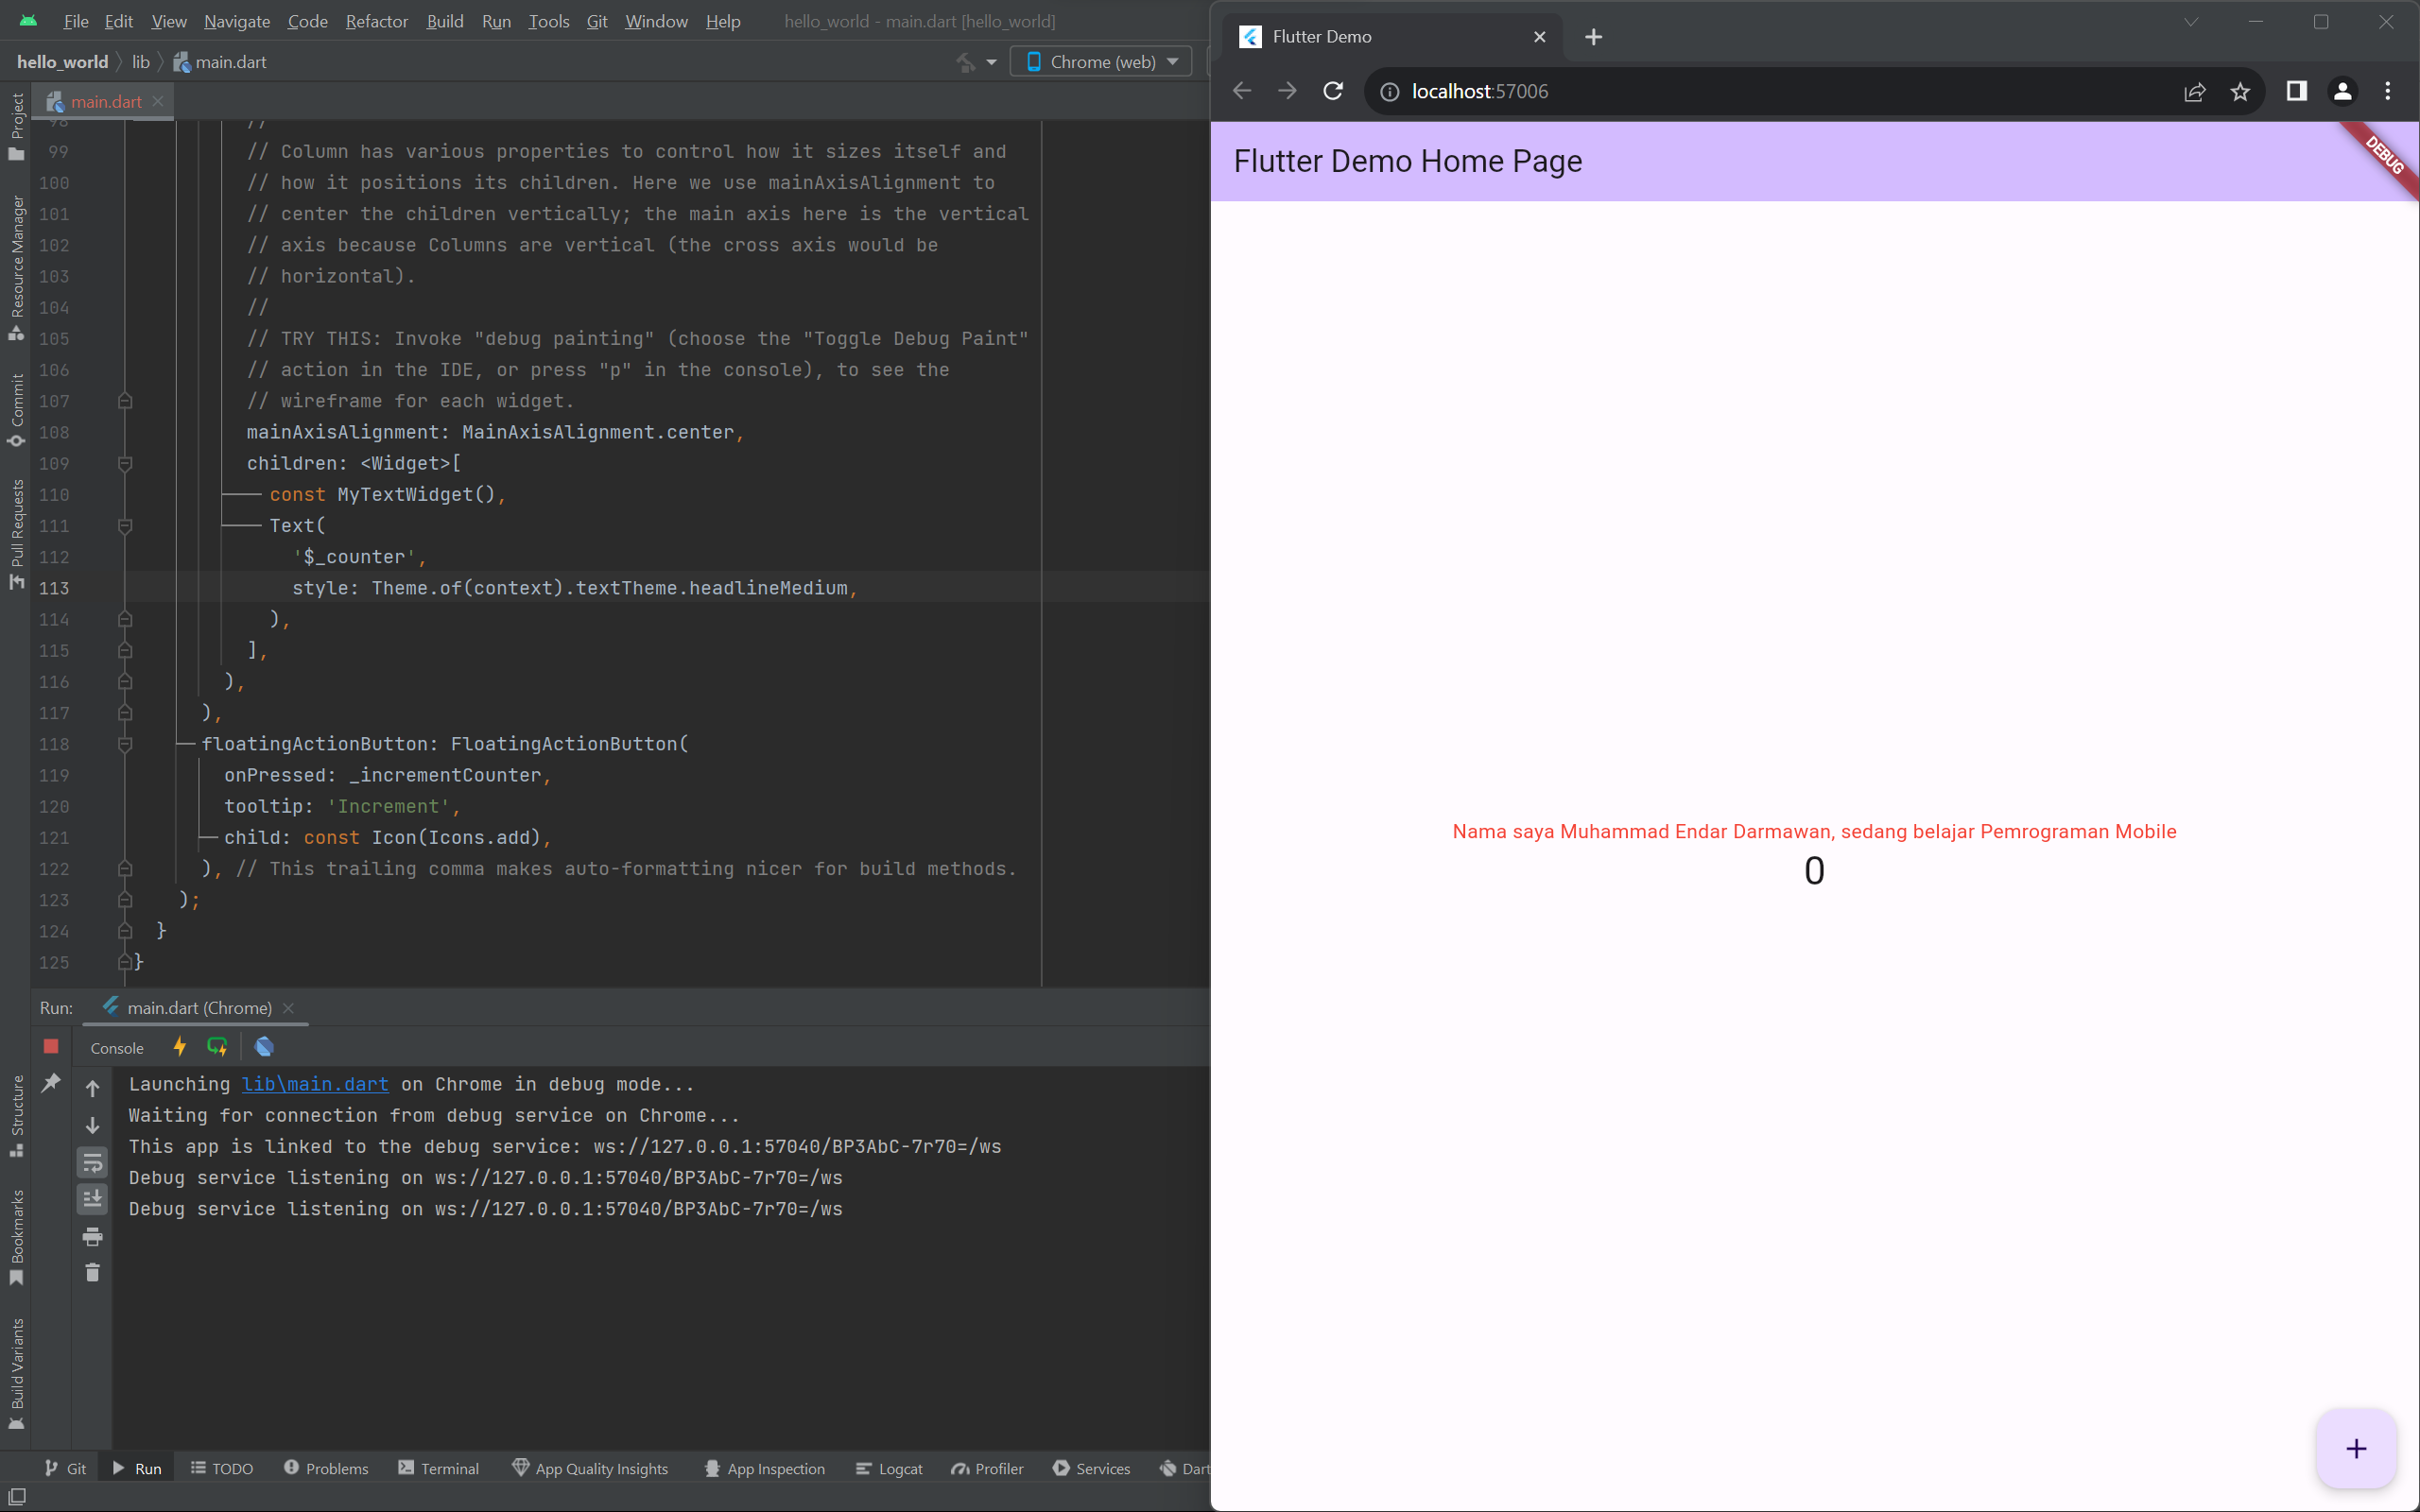 File Edit View Navigate Code Refactor Build Run Tools Git Window Help hello_world - main.dart [hello_world]
hello_world lib main.dart Chrome (web)
main.dart
Project
Resource Manager
Commit
Pull Requests
Structure
Bookmarks
Build Variants
98 //
99 // Column has various properties to control how it sizes itself and
100 // how it positions its children. Here we use mainAxisAlignment to
101 // center the children vertically; the main axis here is the vertical
102 // axis because Columns are vertical (the cross axis would be
103 // horizontal).
104 //
105 // TRY THIS: Invoke "debug painting" (choose the "Toggle Debug Paint"
106 // action in the IDE, or press "p" in the console), to see the
107 // wireframe for each widget.
108 mainAxisAlignment: MainAxisAlignment.center,
109 children: <Widget>[
110 const MyTextWidget(),
111 Text(
112 '$_counter',
113 style: Theme.of(context).textTheme.headlineMedium,
114 ),
115 ],
116 ),
117 ),
118 floatingActionButton: FloatingActionButton(
119 onPressed: _incrementCounter,
120 tooltip: 'Increment',
121 child: const Icon(Icons.add),
122 ), // This trailing comma makes auto-formatting nicer for build methods.
123 );
124 }
125 }
Run: main.dart (Chrome)
Console
Launching lib\main.dart on Chrome in debug mode...
Waiting for connection from debug service on Chrome...
This app is linked to the debug service: ws://127.0.0.1:57040/BP3AbC-7r70=/ws
Debug service listening on ws://127.0.0.1:57040/BP3AbC-7r70=/ws
Debug service listening on ws://127.0.0.1:57040/BP3AbC-7r70=/ws
Git Run TODO Problems Terminal App Quality Insights App Inspection Logcat Profiler Services Dart
Flutter Demo
localhost:57006
Flutter Demo Home Page
DEBUG
Nama saya Muhammad Endar Darmawan, sedang belajar Pemrograman Mobile
0